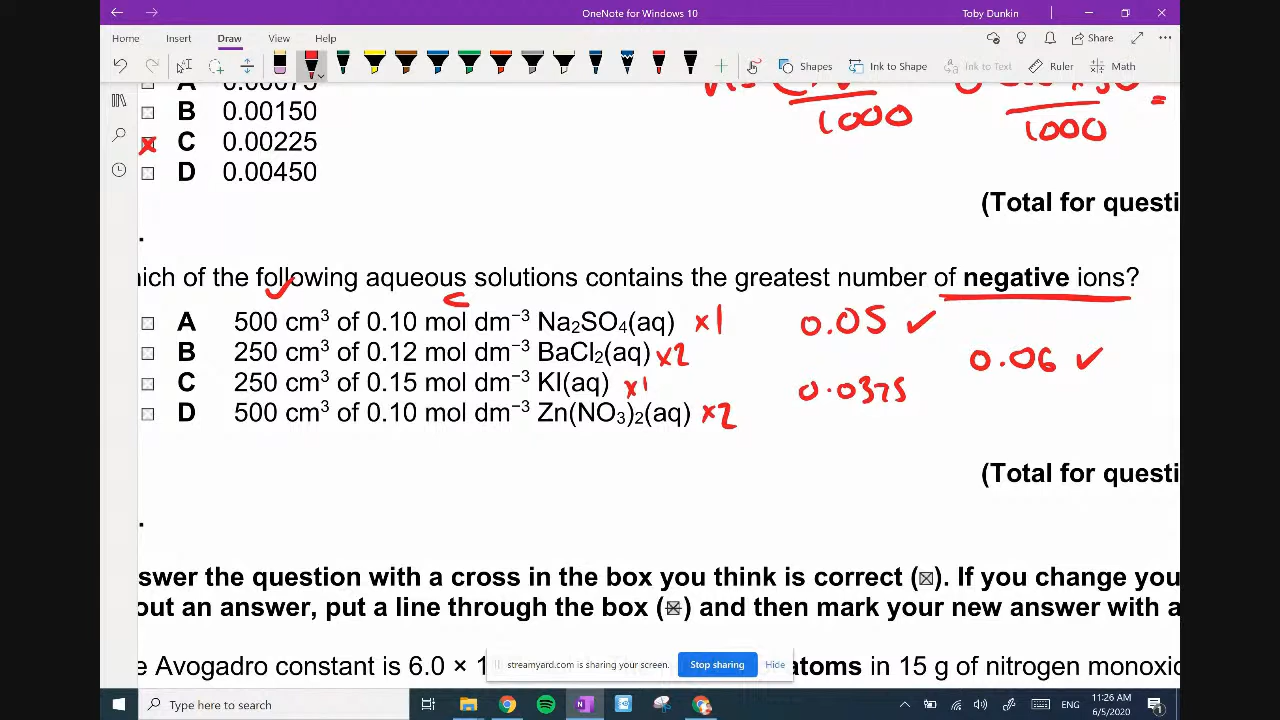 OneNote for Windows 10
Toby Dunkin
Home Insert Draw View Help
Share
Shapes Ink to Shape Ink to Text Ruler Math
A 0.00075
B 0.00150
x C 0.00225
D 0.00450
1000
1000 =
(Total for questi
.
ich of the following aqueous solutions contains the greatest number of negative ions?
c
A 500 cm³ of 0.10 mol dm⁻³ Na₂SO₄(aq) x1 0.05 ✓
B 250 cm³ of 0.12 mol dm⁻³ BaCl₂(aq) x2 0.06 ✓
C 250 cm³ of 0.15 mol dm⁻³ KI(aq) x1 0.0375
D 500 cm³ of 0.10 mol dm⁻³ Zn(NO₃)₂(aq) x2
(Total for questi
.
swer the question with a cross in the box you think is correct (☒). If you change you
out an answer, put a line through the box (☒) and then mark your new answer with a
e Avogadro constant is 6.0 × 1
atoms in 15 g of nitrogen monoxid
streamyard.com is sharing your screen. Stop sharing Hide
Type here to search
ENG
11:26 AM
6/5/2020
1